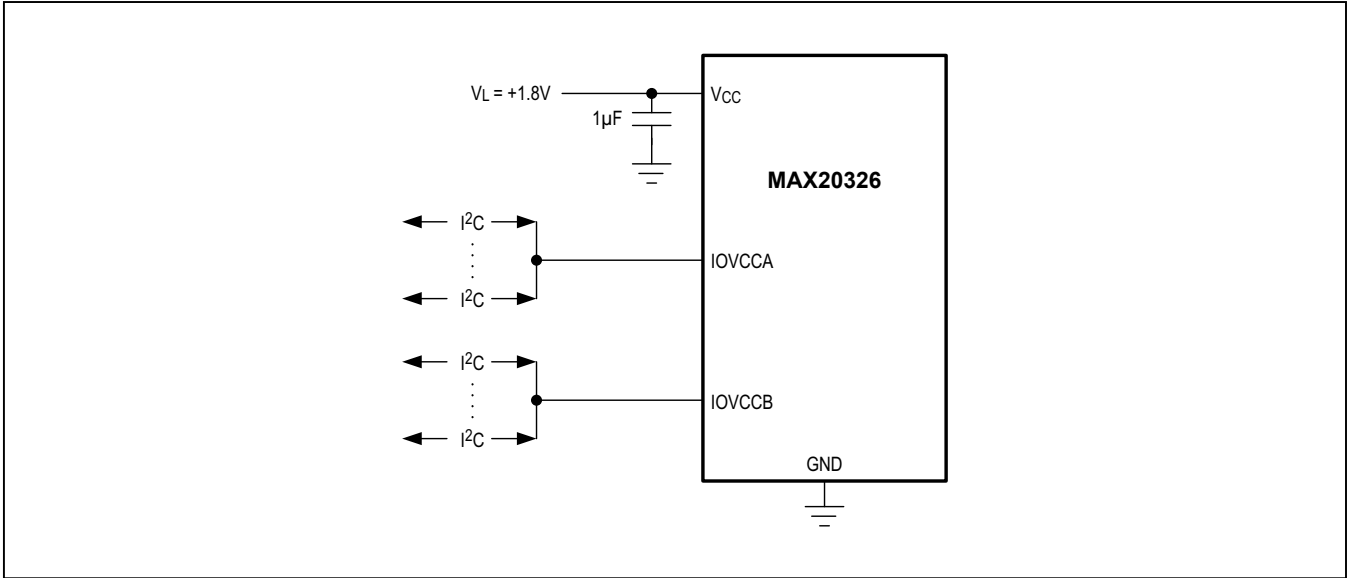 VL = +1.8V
VCC
1µF
MAX20326
I²C
I²C
IOVCCA
I²C
I²C
IOVCCB
GND